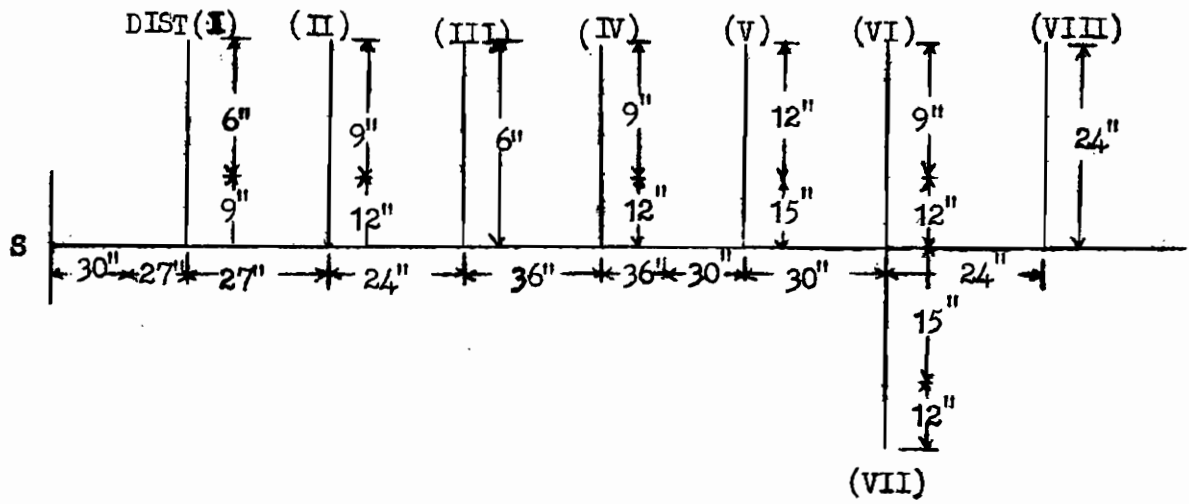 DIST(I) (II) (III) (IV) (V) (VI) (VIII)
6" 9" 6" 9" 12" 9" 24"
9" 12" 12" 15" 12"
S
30" 27" 27" 24" 36" 36" 30" 30" 24"
15"
12"
(VII)